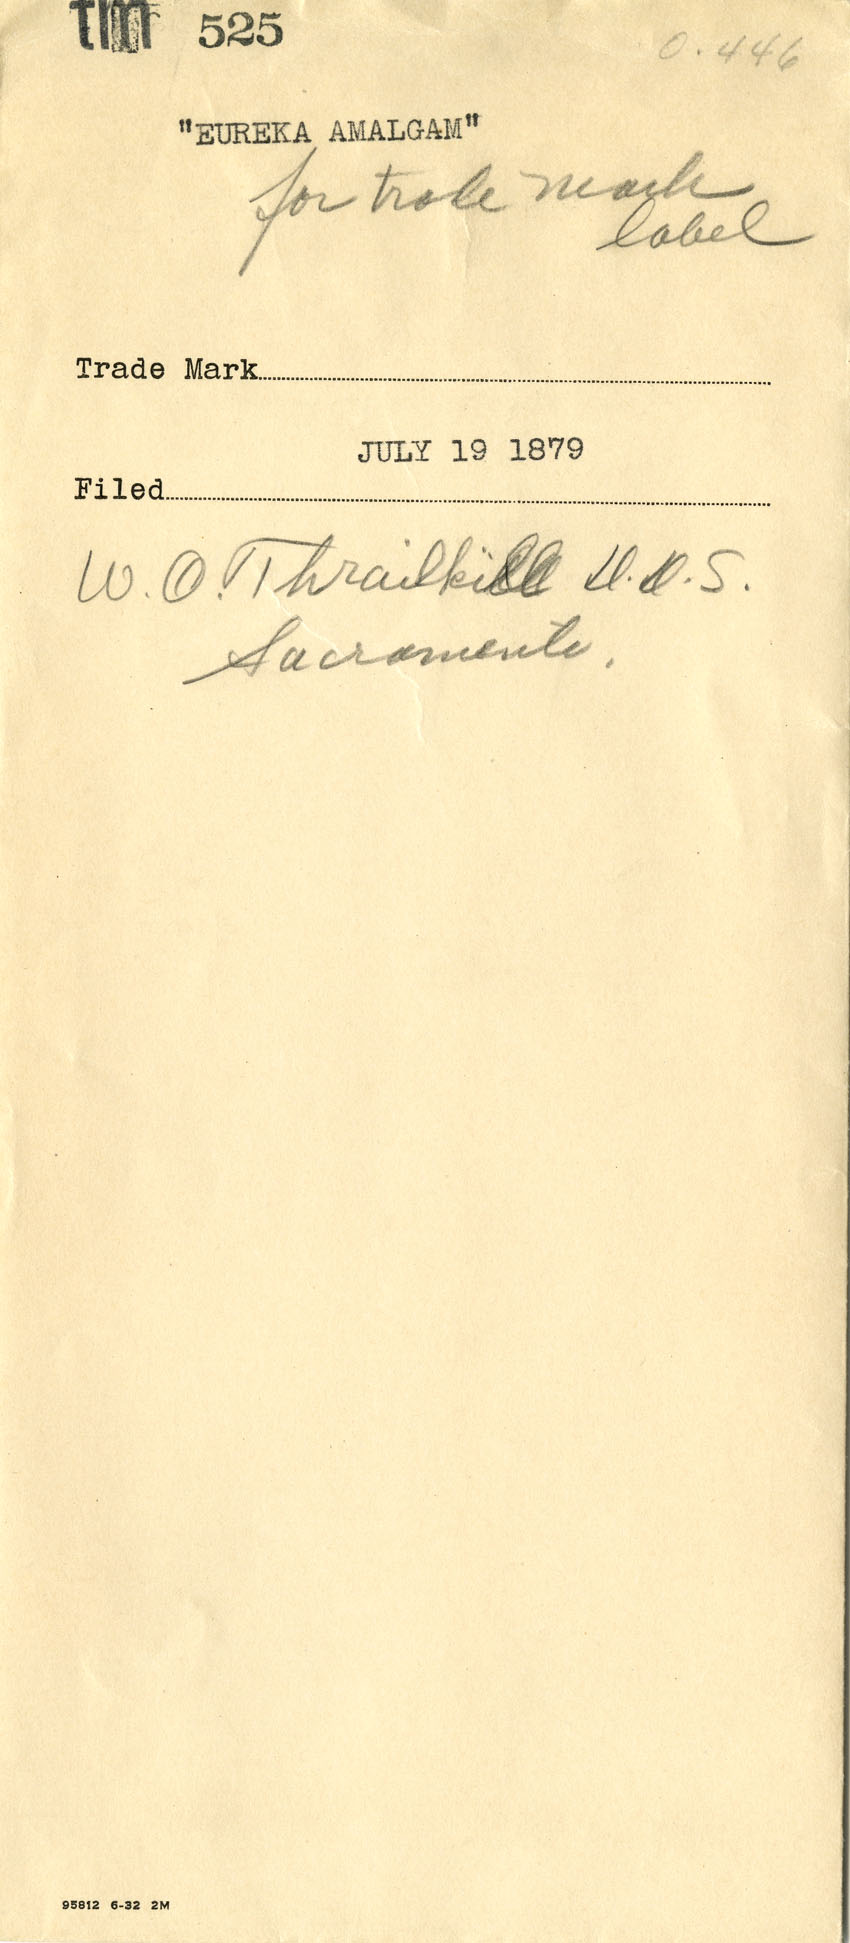 tm 525
0.446
"EUREKA AMALGAM"
for trade mark
label
Trade Mark
JULY 19 1879
Filed
W. O. Thrailkill D.D.S.
Sacramento.
95812 6-32 2M